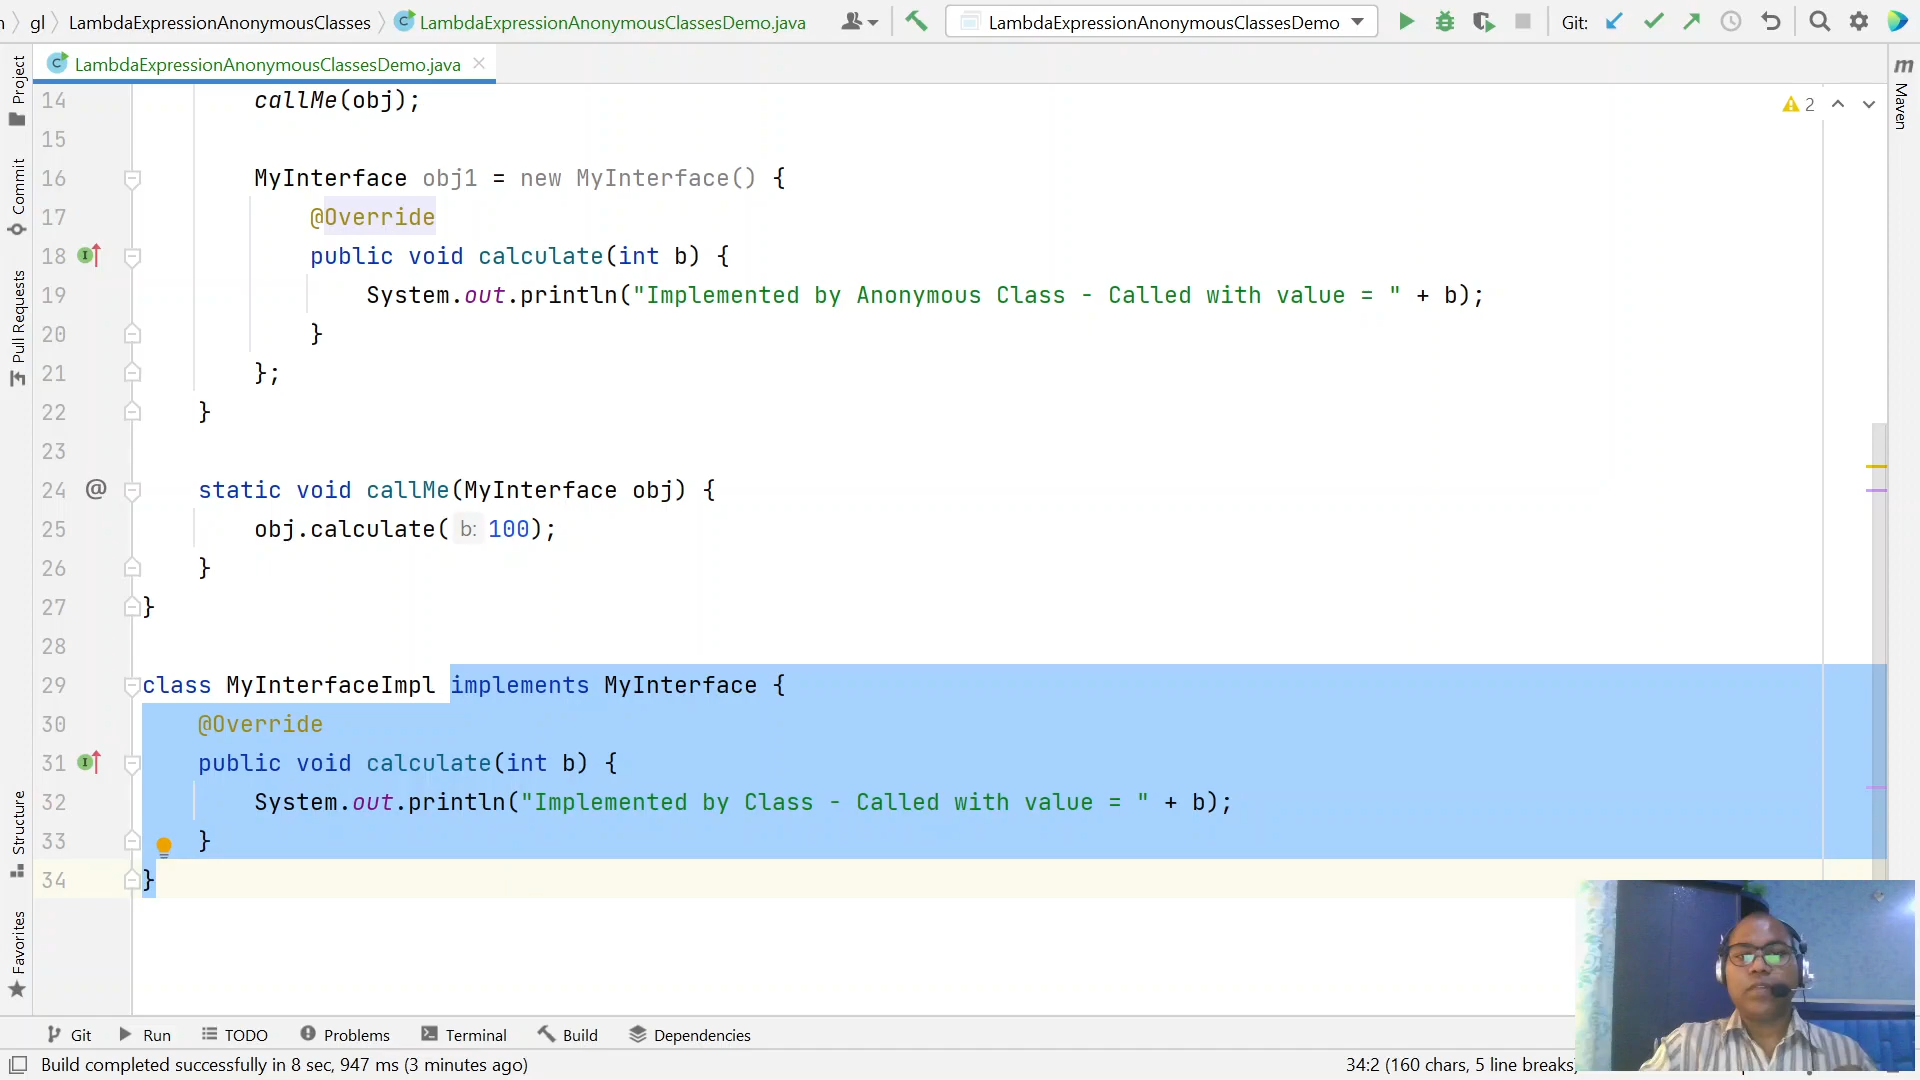 gl LambdaExpressionAnonymousClasses LambdaExpressionAnonymousClassesDemo.java LambdaExpressionAnonymousClassesDemo Git:
LambdaExpressionAnonymousClassesDemo.java
Project
Commit
Pull Requests
Structure
Favorites
m
Maven
2
14 callMe(obj);
15
16 MyInterface obj1 = new MyInterface() {
17 @Override
18 public void calculate(int b) {
19 System.out.println("Implemented by Anonymous Class - Called with value = " + b);
20 }
21 };
22 }
23
24 @ static void callMe(MyInterface obj) {
25 obj.calculate( b: 100);
26 }
27 }
28
29 class MyInterfaceImpl implements MyInterface {
30 @Override
31 public void calculate(int b) {
32 System.out.println("Implemented by Class - Called with value = " + b);
33 }
34 }
Git Run TODO Problems Terminal Build Dependencies
Build completed successfully in 8 sec, 947 ms (3 minutes ago) 34:2 (160 chars, 5 line breaks)